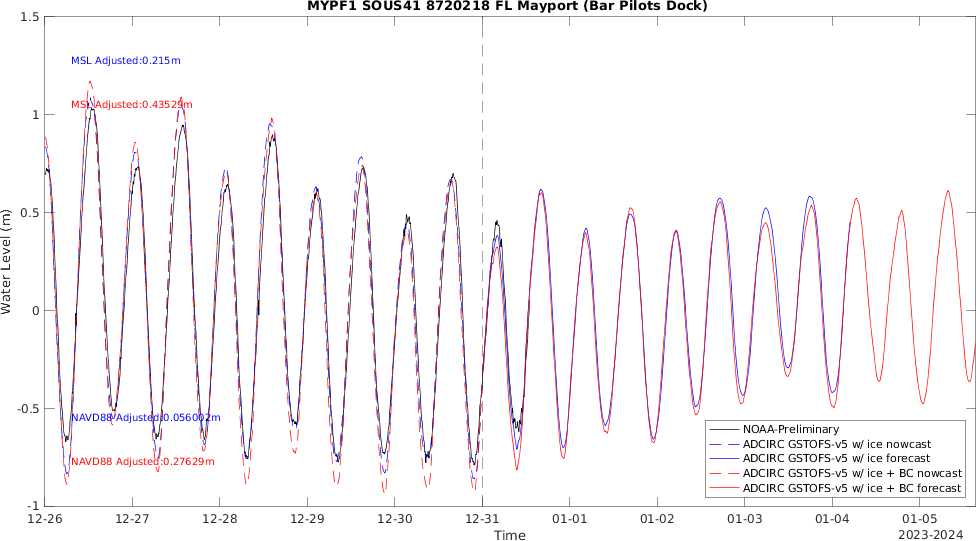 MYPF1 SOUS41 8720218 FL Mayport (Bar Pilots Dock)
1.5
1
0.5
0
-0.5
-1
Water Level (m)
MSL Adjusted:0.215m
MSL Adjusted:0.43529m
NAVD88 Adjusted:0.056002m
NAVD88 Adjusted:0.27629m
NOAA-Preliminary
ADCIRC GSTOFS-v5 w/ ice nowcast
ADCIRC GSTOFS-v5 w/ ice forecast
ADCIRC GSTOFS-v5 w/ ice + BC nowcast
ADCIRC GSTOFS-v5 w/ ice + BC forecast
12-26 12-27 12-28 12-29 12-30 12-31 01-01 01-02 01-03 01-04 01-05
Time
2023-2024